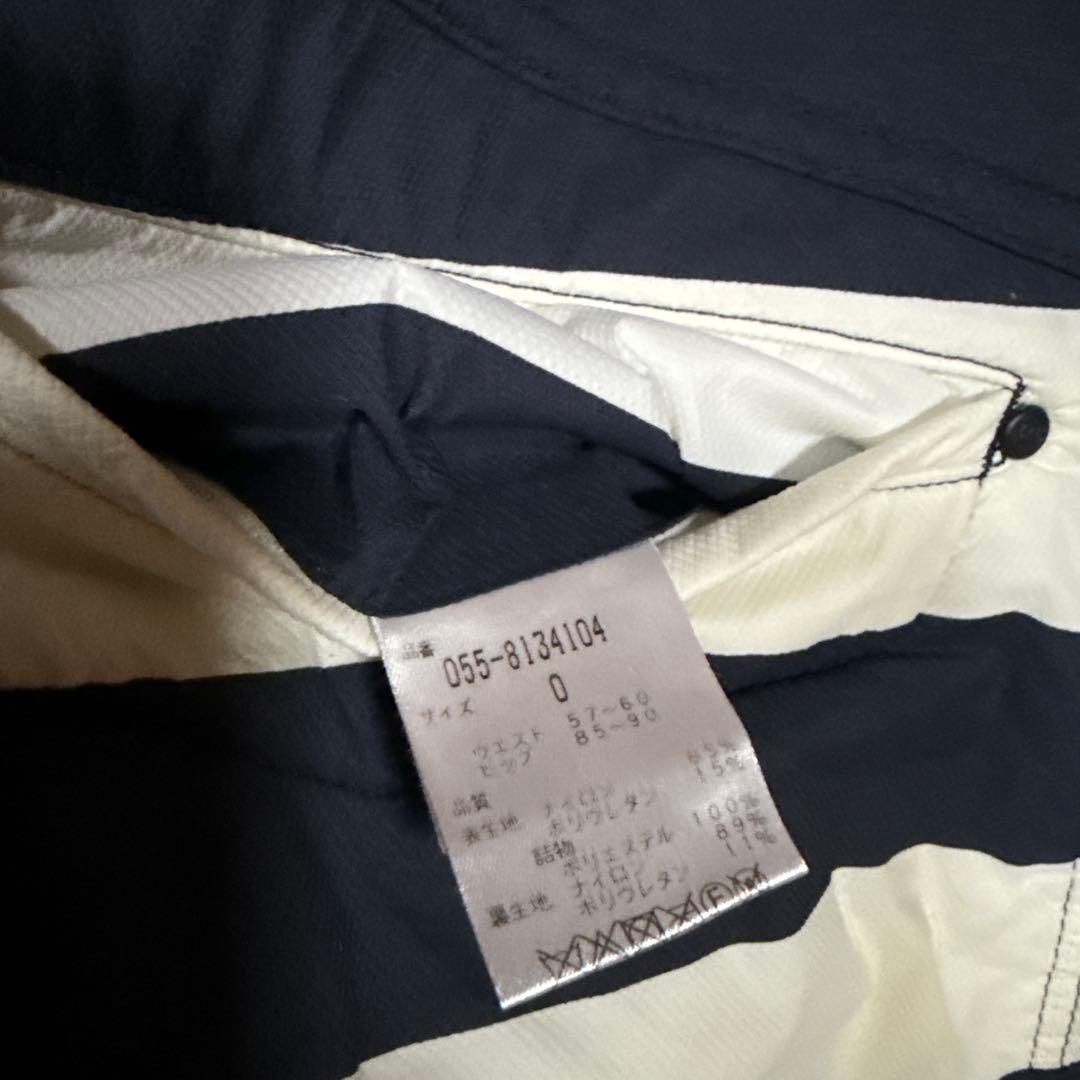 品番 055-8134104
サイズ 0
ウエスト 57~60
ヒップ 85~90
品質
表生地 ナイロン
ポリウレタン 15%
詰物
ポリエステル 100%
裏生地 ナイロン 89%
ポリウレタン 11%